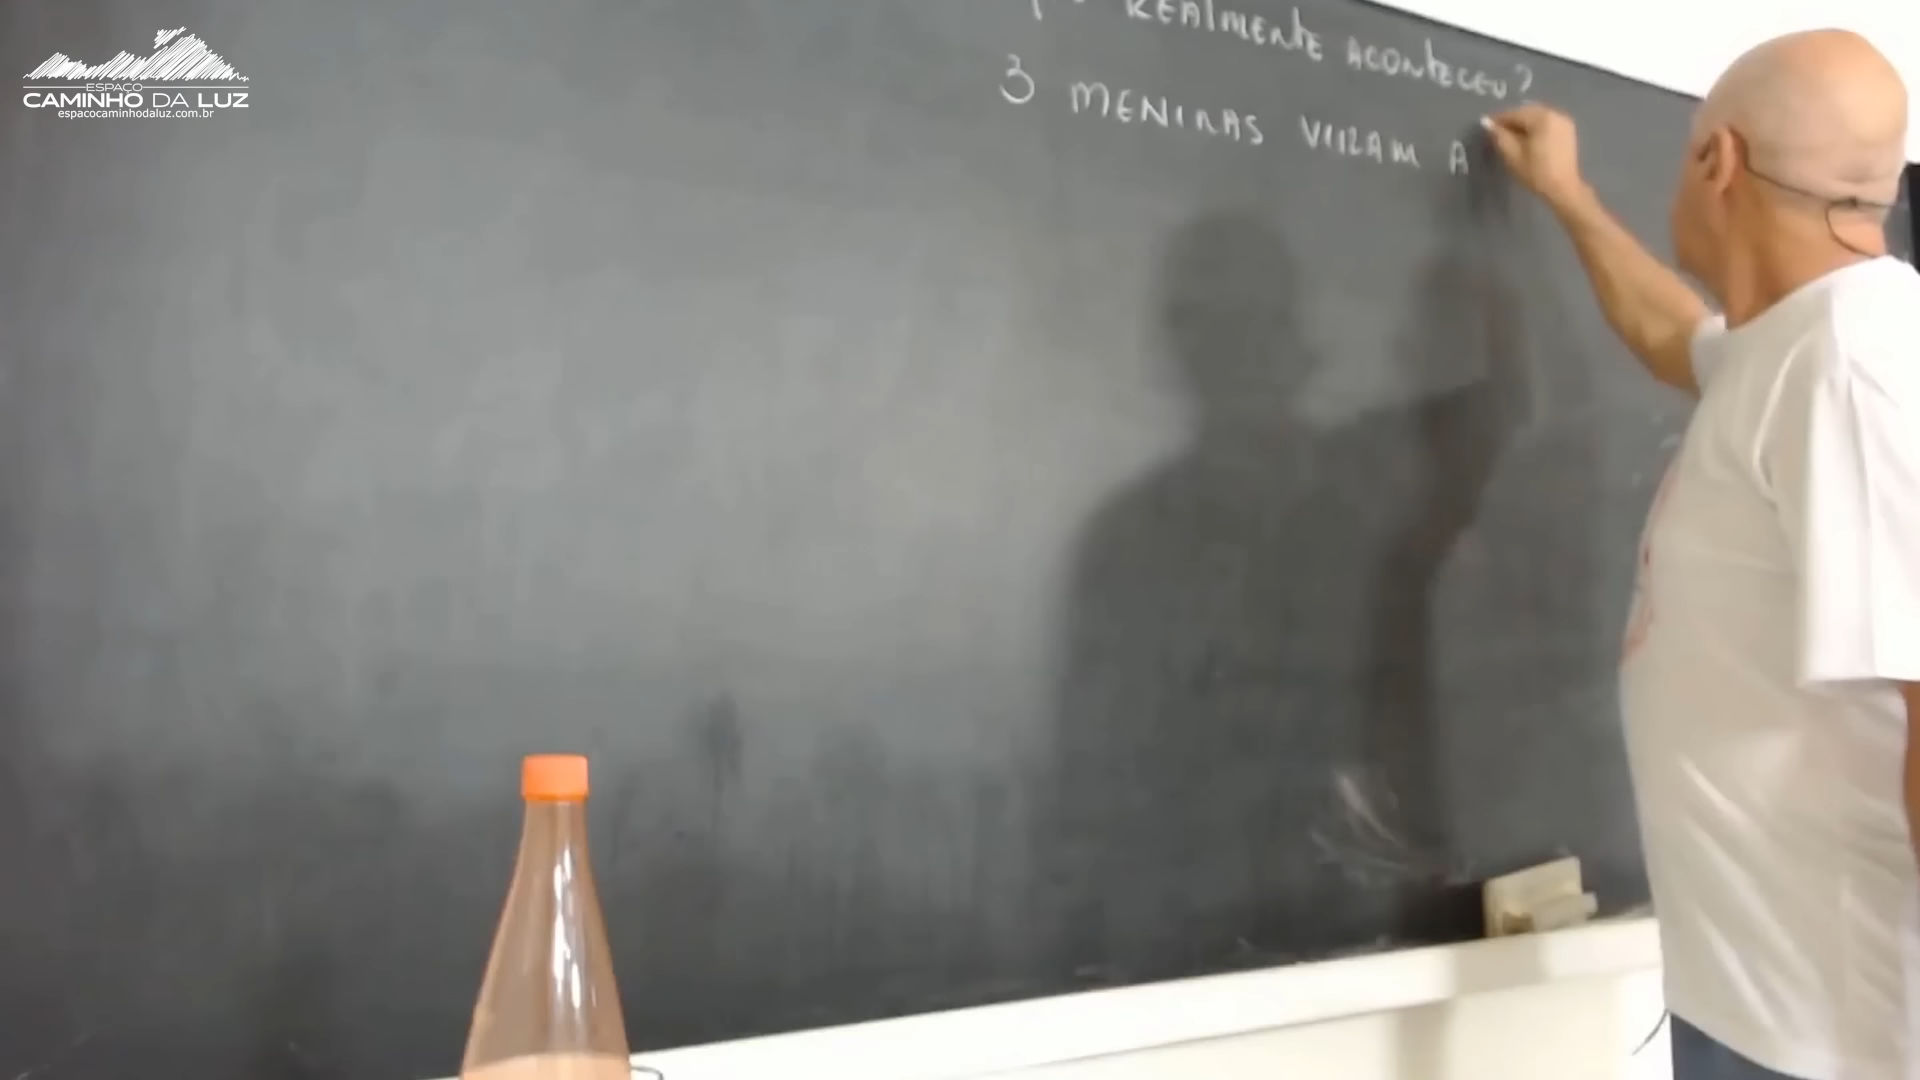 ESPAÇO
CAMINHO DA LUZ
espacocaminhodaluz.com.br
REALMENTE ACONTECEU?
3 MENINAS VIRAM A